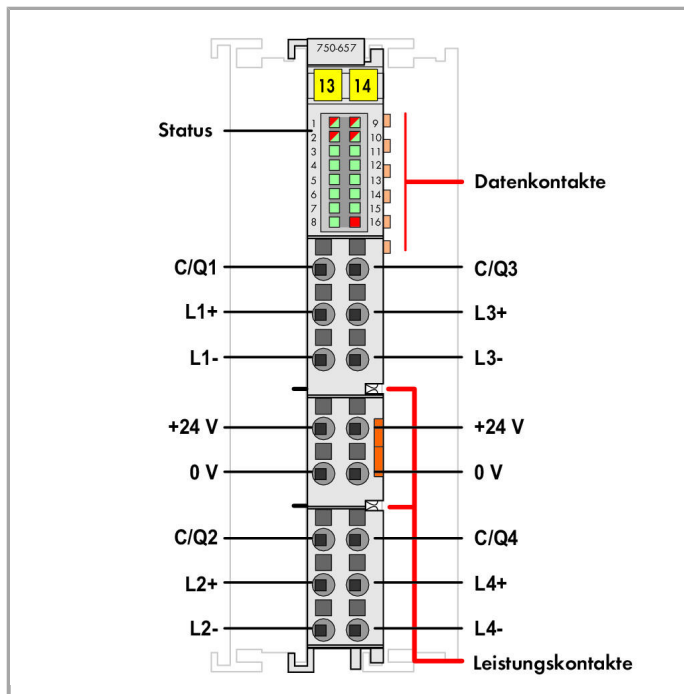 750-657
13 14
Status
1 9
2 10
3 11
4 12
5 13
6 14
7 15
8 16
Datenkontakte
C/Q1 C/Q3
L1+ L3+
L1- L3-
+24 V +24 V
0 V 0 V
C/Q2 C/Q4
L2+ L4+
L2- L4-
Leistungskontakte